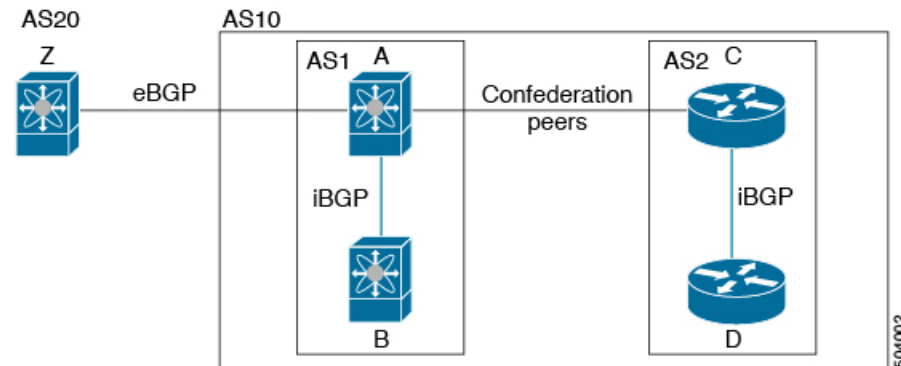 AS20
AS10
Z
AS1
A
AS2
C
eBGP
Confederation
peers
iBGP
iBGP
B
D